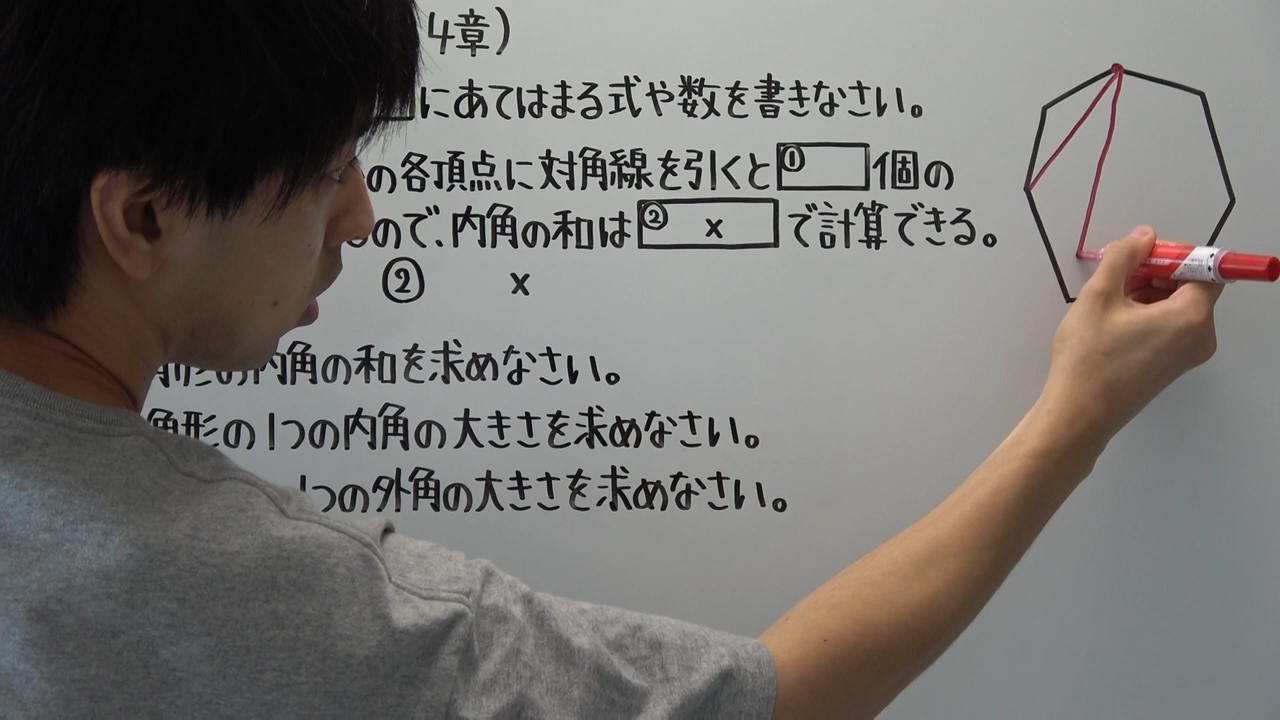 4章)
にあてはまる式や数を書きなさい。
の各頂点に対角線を引くと①個の
ので、内角の和は② xで計算できる。
② x
角形の内角の和を求めなさい。
角形の1つの内角の大きさを求めなさい。
1つの外角の大きさを求めなさい。